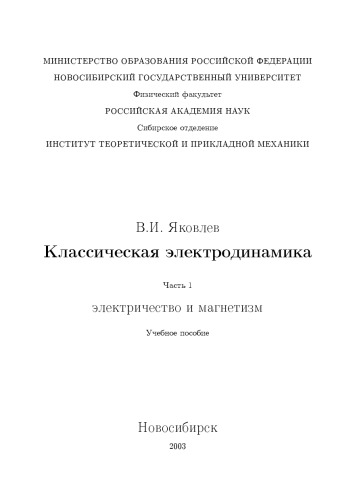 МИНИСТЕРСТВО ОБРАЗОВАНИЯ РОССИЙСКОЙ ФЕДЕРАЦИИ
НОВОСИБИРСКИЙ ГОСУДАРСТВЕННЫЙ УНИВЕРСИТЕТ
Физический факультет
РОССИЙСКАЯ АКАДЕМИЯ НАУК
Сибирское отделение
ИНСТИТУТ ТЕОРЕТИЧЕСКОЙ И ПРИКЛАДНОЙ МЕХАНИКИ
В.И. Яковлев
Классическая электродинамика
Часть 1
электричество и магнетизм
Учебное пособие
Новосибирск
2003